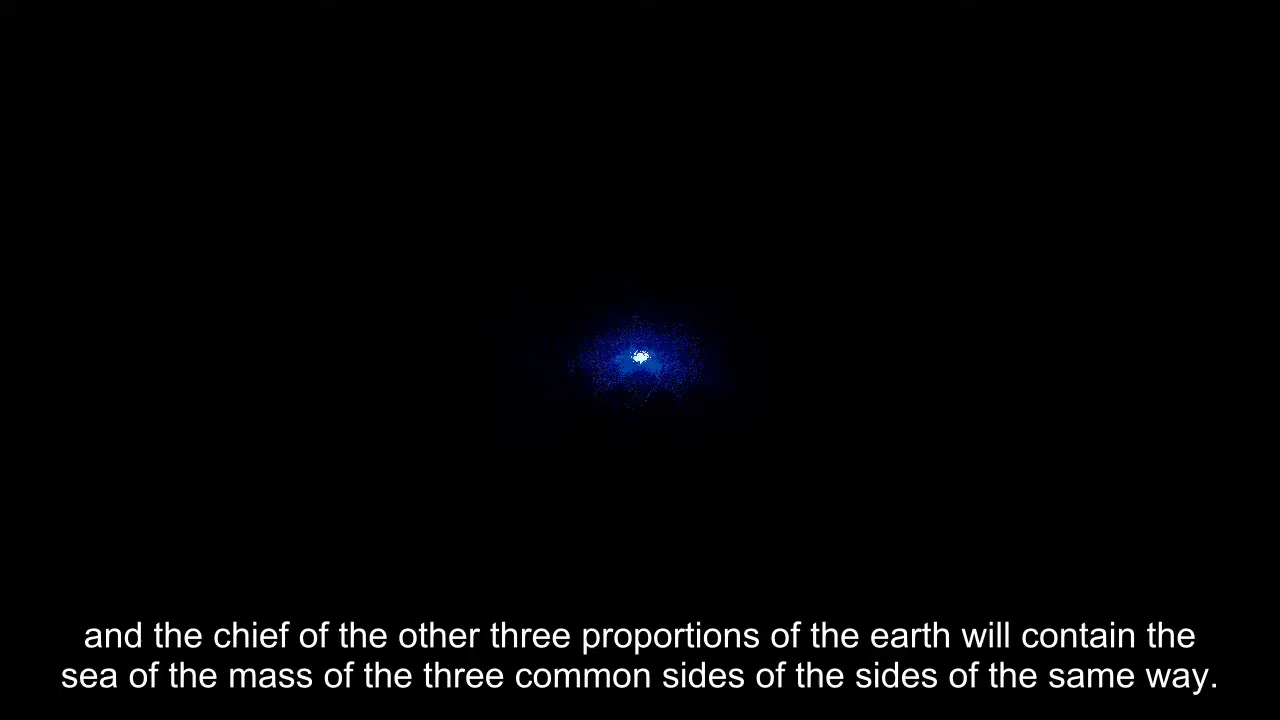 and the chief of the other three proportions of the earth will contain the
sea of the mass of the three common sides of the sides of the same way.